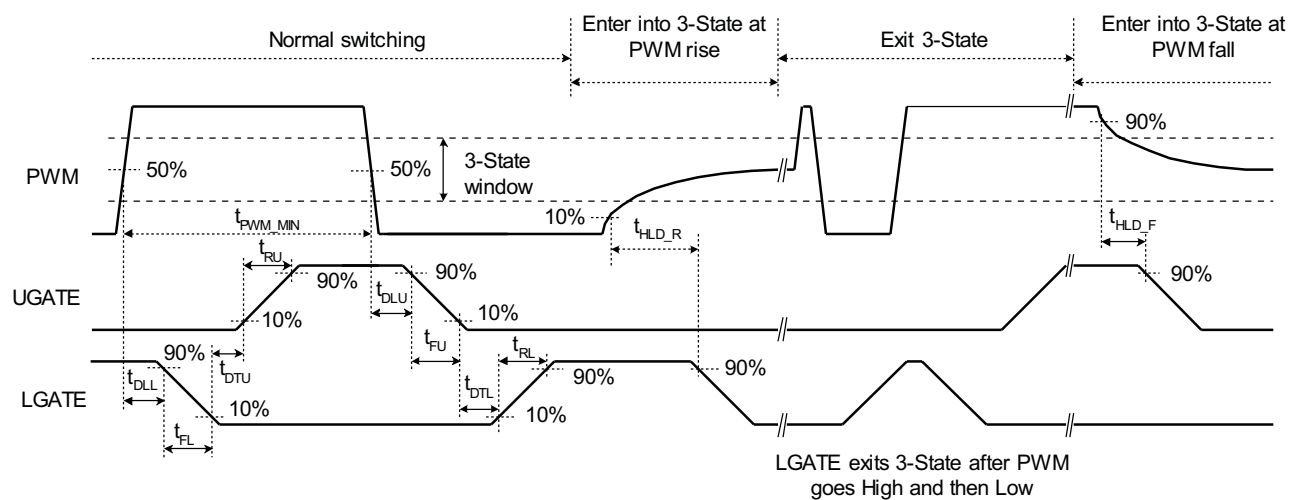 Normal switching
Enter into 3-State at
PWM rise
Exit 3-State
Enter into 3-State at
PWM fall
PWM
50%
50%
3-State
window
90%
10%
tPWM_MIN
tHLD_R
tHLD_F
UGATE
tRU
90%
10%
tDLU
90%
10%
tFU
90%
LGATE
90%
tDTU
tDLL
10%
tFL
tRL
tDTL
90%
10%
90%
LGATE exits 3-State after PWM
goes High and then Low